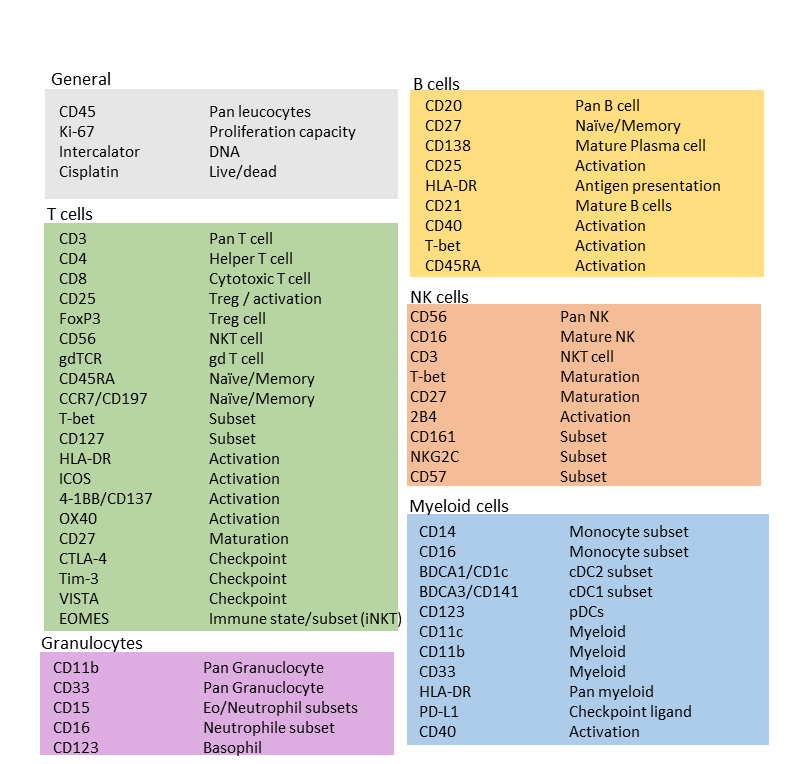 General
CD45 Pan leucocytes
Ki-67 Proliferation capacity
Intercalator DNA
Cisplatin Live/dead
T cells
CD3 Pan T cell
CD4 Helper T cell
CD8 Cytotoxic T cell
CD25 Treg / activation
FoxP3 Treg cell
CD56 NKT cell
gdTCR gd T cell
CD45RA Naïve/Memory
CCR7/CD197 Naïve/Memory
T-bet Subset
CD127 Subset
HLA-DR Activation
ICOS Activation
4-1BB/CD137 Activation
OX40 Activation
CD27 Maturation
CTLA-4 Checkpoint
Tim-3 Checkpoint
VISTA Checkpoint
EOMES Immune state/subset (iNKT)
Granulocytes
CD11b Pan Granuclocyte
CD33 Pan Granuclocyte
CD15 Eo/Neutrophil subsets
CD16 Neutrophile subset
CD123 Basophil
B cells
CD20 Pan B cell
CD27 Naïve/Memory
CD138 Mature Plasma cell
CD25 Activation
HLA-DR Antigen presentation
CD21 Mature B cells
CD40 Activation
T-bet Activation
CD45RA Activation
NK cells
CD56 Pan NK
CD16 Mature NK
CD3 NKT cell
T-bet Maturation
CD27 Maturation
2B4 Activation
CD161 Subset
NKG2C Subset
CD57 Subset
Myeloid cells
CD14 Monocyte subset
CD16 Monocyte subset
BDCA1/CD1c cDC2 subset
BDCA3/CD141 cDC1 subset
CD123 pDCs
CD11c Myeloid
CD11b Myeloid
CD33 Myeloid
HLA-DR Pan myeloid
PD-L1 Checkpoint ligand
CD40 Activation